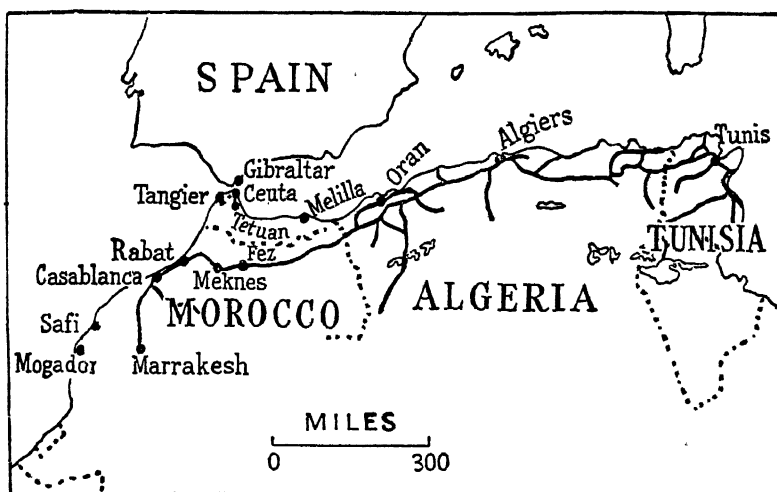 SPAIN
Algiers
Tunis
Oran
Gibraltar
Ceuta
Tangier
Melilla
Tetuan
Rabat
Fez
TUNISIA
Casablanca
Meknes
ALGERIA
MOROCCO
Safi
Mogador
Marrakesh
MILES
0 300